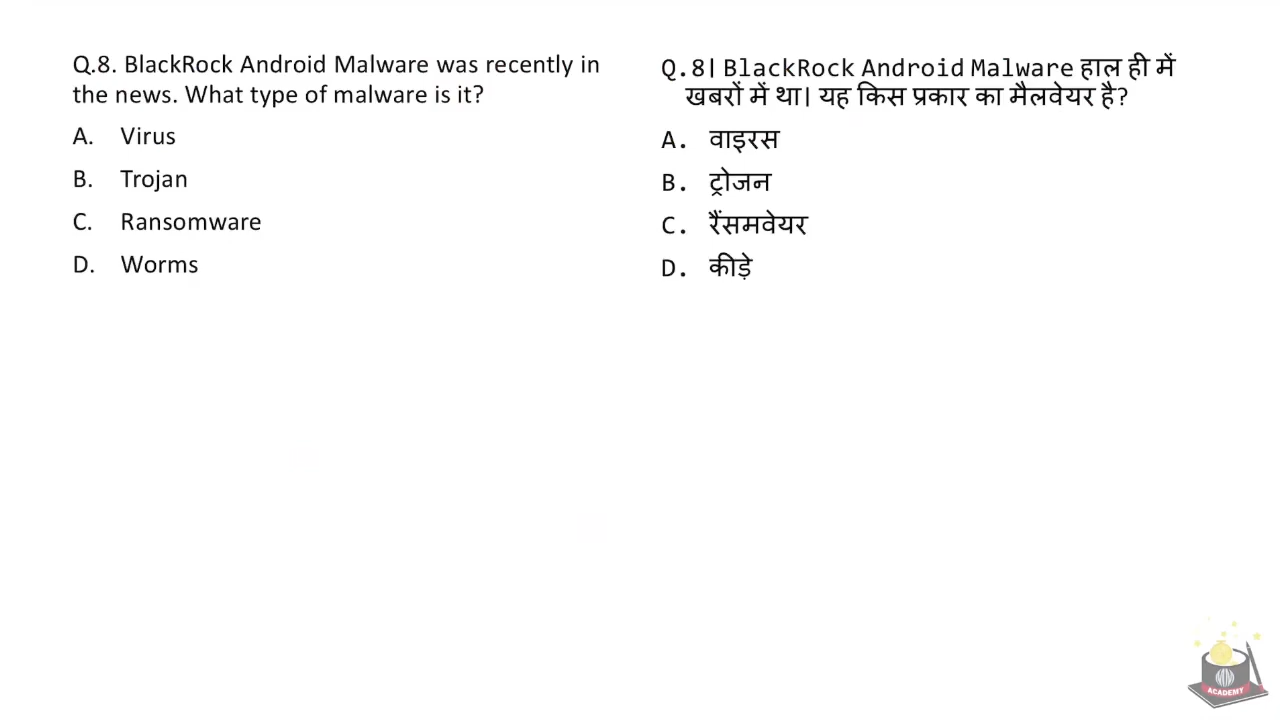 Q.8. BlackRock Android Malware was recently in
the news. What type of malware is it?
A. Virus
B. Trojan
C. Ransomware
D. Worms
Q.8। BlackRock Android Malware हाल ही में
खबरों में था। यह किस प्रकार का मैलवेयर है?
A. वाइरस
B. ट्रोजन
C. रैंसमवेयर
D. कीड़े
ACADEMY